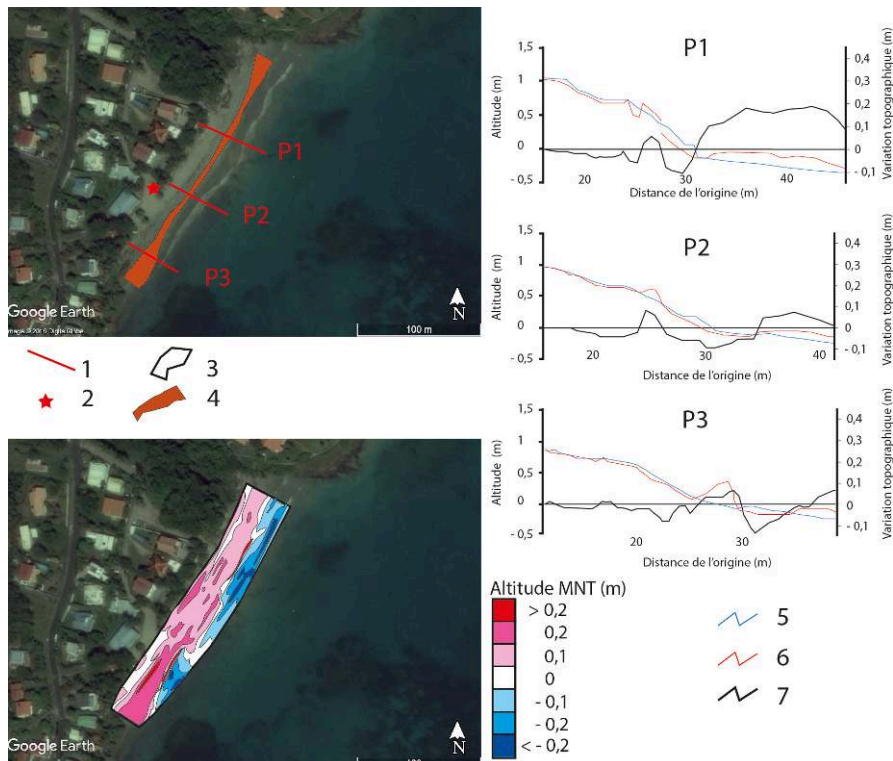 P1
P2
P3
Google Earth
N
100 m
1
2
3
4
Google Earth
N
P1
Altitude (m)
1,5
1,0
0,5
0
- 0,5
30
40
Distance de l'origine (m)
Variation topographique (m)
0,4
0,3
0,2
0,1
0
- 0,1
P2
Altitude (m)
1,5
1,0
0,5
0
-0,5
20
30
40
Distance de l'origine (m)
Variation topographique (m)
0,4
0,3
0,2
0,1
0
- 0,1
P3
Altitude (m)
1,5
1,0
0,5
0
- 0,5
20
30
Distance de l'origine (m)
Variation topographique (m)
0,4
0,3
0,2
0,1
0
- 0,1
Altitude MNT (m)
> 0,2
0,2
0,1
0
- 0,1
- 0,2
< - 0,2
5
6
7